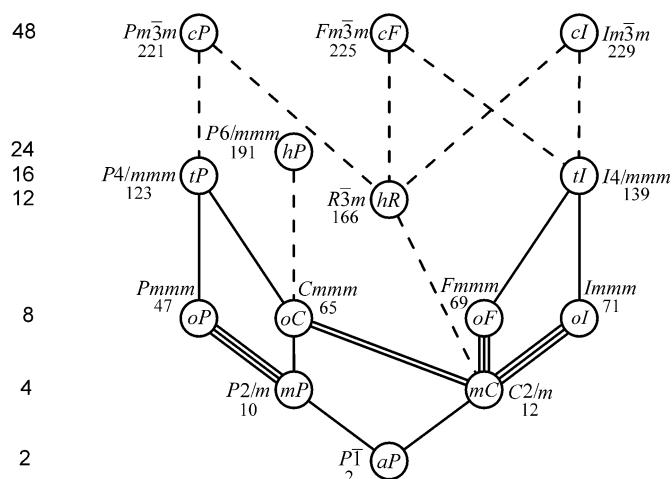 48
Pm3̅m cP
221
Fm3̅m cF
225
cI Im3̅m
229
24
P6/mmm hP
191
16
P4/mmm tP
123
tI I4/mmm
139
12
R3̅m hR
166
8
Pmmm oP
47
Cmmm oC
65
Fmmm oF
69
Immm oI
71
4
P2/m mP
10
mC C2/m
12
2
P1̅ aP
2